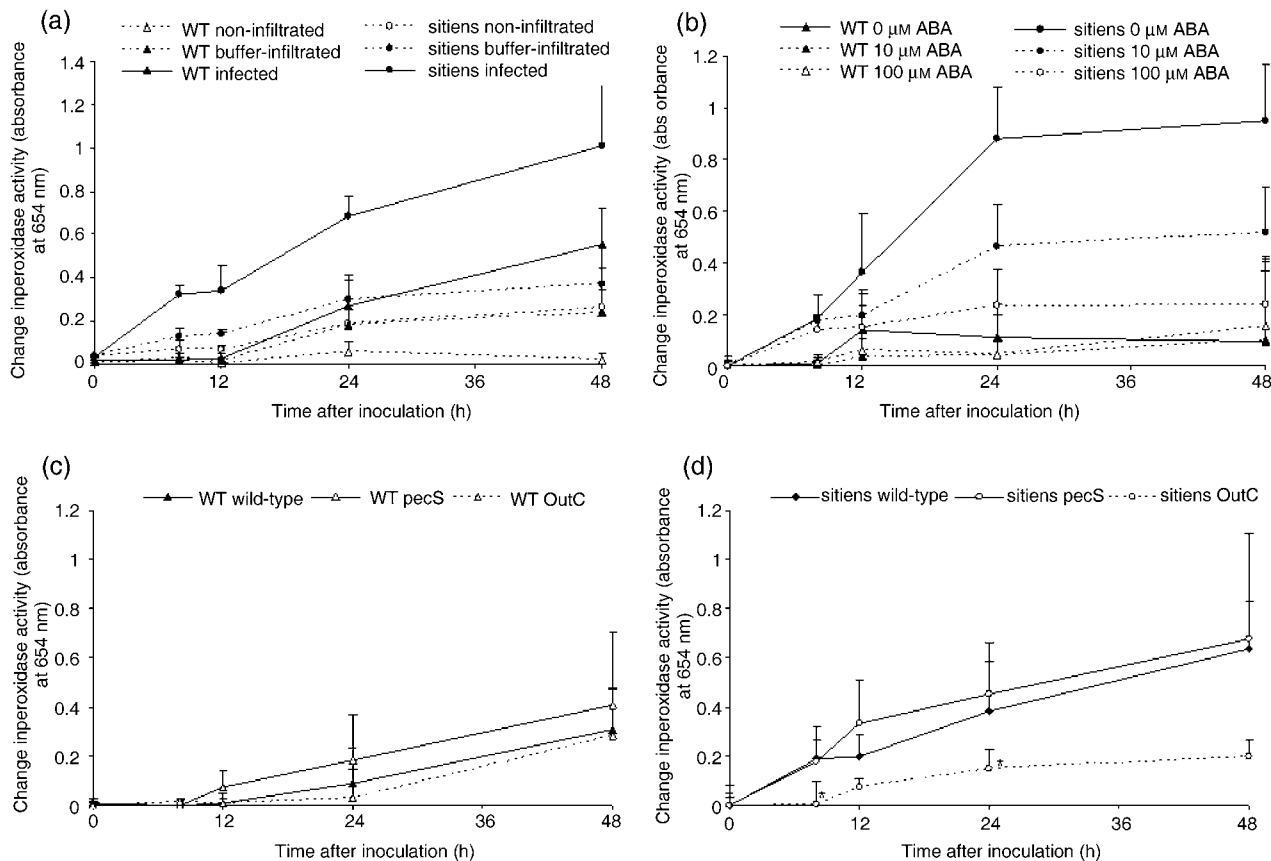 (a)
WT non-infiltrated
WT buffer-infiltrated
WT infected
sitiens non-infiltrated
sitiens buffer-infiltrated
sitiens infected
Change inperoxidase activity (absorbance
at 654 nm)
1.4
1.2
1
0.8
0.6
0.4
0.2
0
0
12
24
36
48
Time after inoculation (h)
(b)
WT 0 μM ABA
WT 10 μM ABA
WT 100 μM ABA
sitiens 0 μM ABA
sitiens 10 μM ABA
sitiens 100 μM ABA
Change inperoxidase activity (abs orbance
at 654 nm)
1.2
1
0.8
0.6
0.4
0.2
0
0
12
24
36
48
Time after inoculation (h)
(c)
WT wild-type
WT pecS
WT OutC
Change inperoxidase activity (absorbance
at 654 nm)
1.2
1
0.8
0.6
0.4
0.2
0
0
12
24
36
48
Time after inoculation (h)
(d)
sitiens wild-type
sitiens pecS
sitiens OutC
Change inperoxidase activity (absorbance
at 654 nm)
1.2
1
0.8
0.6
0.4
0.2
0
*
*
0
12
24
36
48
Time after inoculation (h)